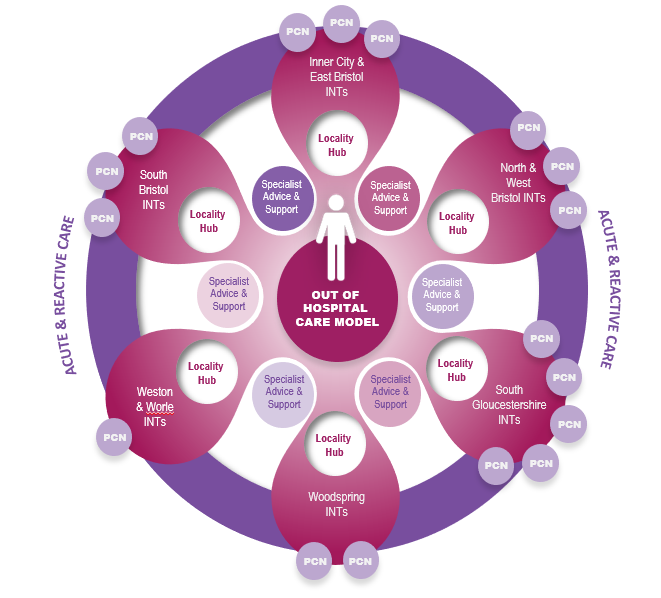 PCN
PCN
PCN
Inner City &
East Bristol
INTs
Locality
Hub
PCN
PCN
PCN
North &
West
Bristol INTs
Locality
Hub
PCN
PCN
PCN
South
Bristol
INTs
Locality
Hub
Specialist
Advice &
Support
Specialist
Advice &
Support
ACUTE & REACTIVE CARE
ACUTE & REACTIVE CARE
Specialist
Advice &
Support
OUT OF
HOSPITAL
CARE MODEL
Specialist
Advice &
Support
Locality
Hub
Weston
& Worle
INTs
PCN
Specialist
Advice &
Support
Specialist
Advice &
Support
Locality
Hub
South
Gloucestershire
INTs
PCN
PCN
PCN
PCN
PCN
Locality
Hub
Woodspring
INTs
PCN
PCN